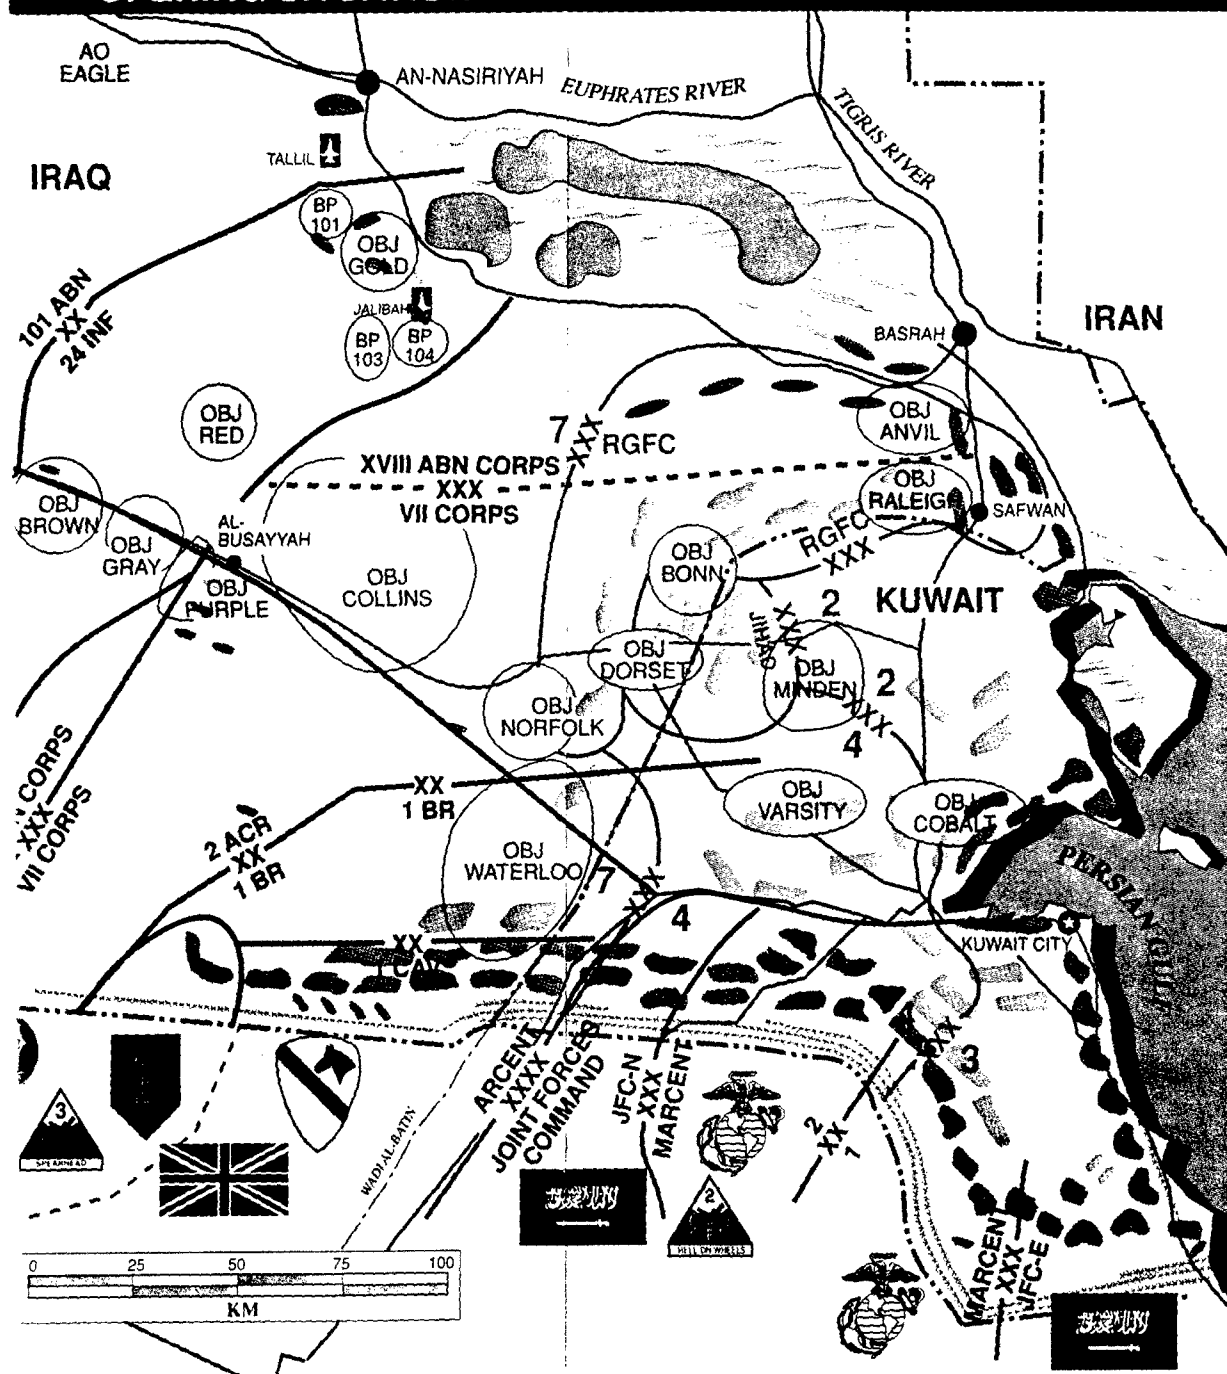 AO
EAGLE
AN-NASIRIYAH
EUPHRATES RIVER
TIGRIS RIVER
TALLIL
IRAQ
BP
101
OBJ
GOLD
JALIBAH
BP
103
BP
104
101 ABN
XX
24 INF
IRAN
BASRAH
OBJ
RED
OBJ
ANVIL
7
XXX
RGFC
XVIII ABN CORPS
XXX
VII CORPS
OBJ
RALEIGH
SAFWAN
OBJ
BROWN
OBJ
GRAY
AL-
BUSAYYAH
OBJ
PURPLE
OBJ
COLLINS
OBJ
BONN
RGFC
XXX
2
KUWAIT
JIHAD
XXX
OBJ
DORSET
OBJ
MINDEN
2
XXX
4
OBJ
NORFOLK
N CORPS
XXX
VII CORPS
XX
1 BR
OBJ
VARSITY
OBJ
COBALT
2 ACR
XX
1 BR
OBJ
WATERLOO
7
XXX
4
PERSIAN GULF
XX
1 CAV
KUWAIT CITY
XX
3
ARCENT
XXXX
JOINT FORCES
COMMAND
JFC-N
XXX
MARCENT
2
XX
1
3
SPEARHEAD
WADI AL-BATIN
2
HELL ON WHEELS
MARCENT
XXX
JFC-E
0 25 50 75 100
KM